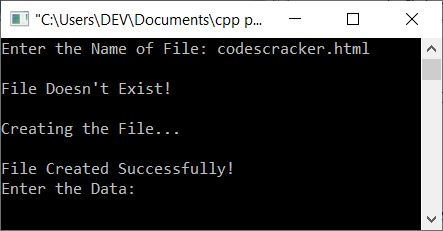 "C:\Users\DEV\Documents\cpp p...
Enter the Name of File: codescracker.html
File Doesn't Exist!
Creating the File...
File Created Successfully!
Enter the Data: